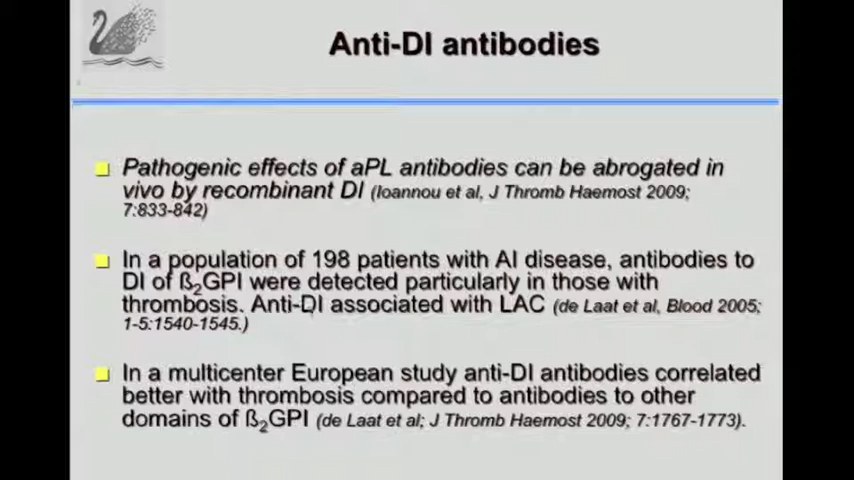 Anti-DI antibodies
Pathogenic effects of aPL antibodies can be abrogated in
vivo by recombinant DI (Ioannou et al, J Thromb Haemost 2009;
7:833-842)
In a population of 198 patients with AI disease, antibodies to
DI of ß₂GPI were detected particularly in those with
thrombosis. Anti-DI associated with LAC (de Laat et al, Blood 2005;
1-5:1540-1545.)
In a multicenter European study anti-DI antibodies correlated
better with thrombosis compared to antibodies to other
domains of ß₂GPI (de Laat et al; J Thromb Haemost 2009; 7:1767-1773).